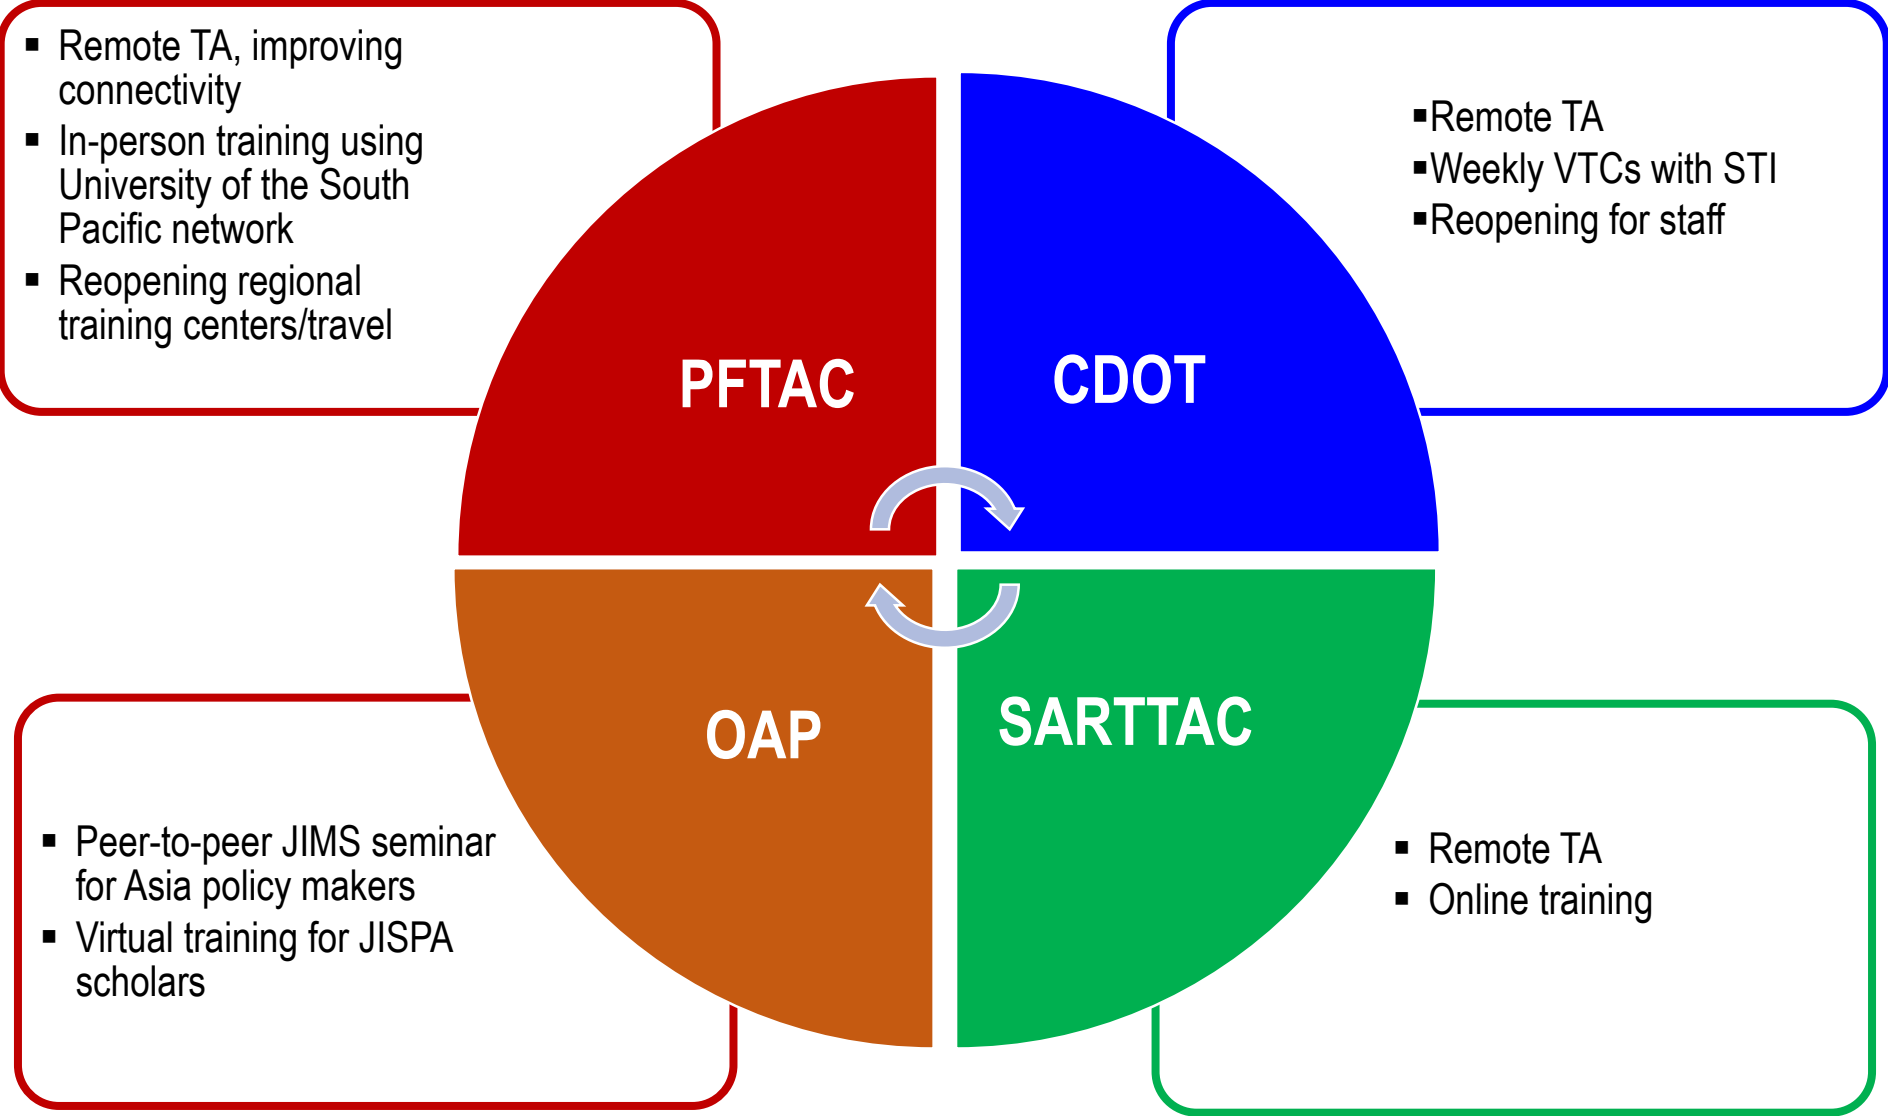 ▪ Remote TA, improving
connectivity
▪ In-person training using
University of the South
Pacific network
▪ Reopening regional
training centers/travel
▪Remote TA
▪Weekly VTCs with STI
▪Reopening for staff
PFTAC
CDOT
OAP
SARTTAC
▪ Peer-to-peer JIMS seminar
for Asia policy makers
▪ Virtual training for JISPA
scholars
▪ Remote TA
▪ Online training